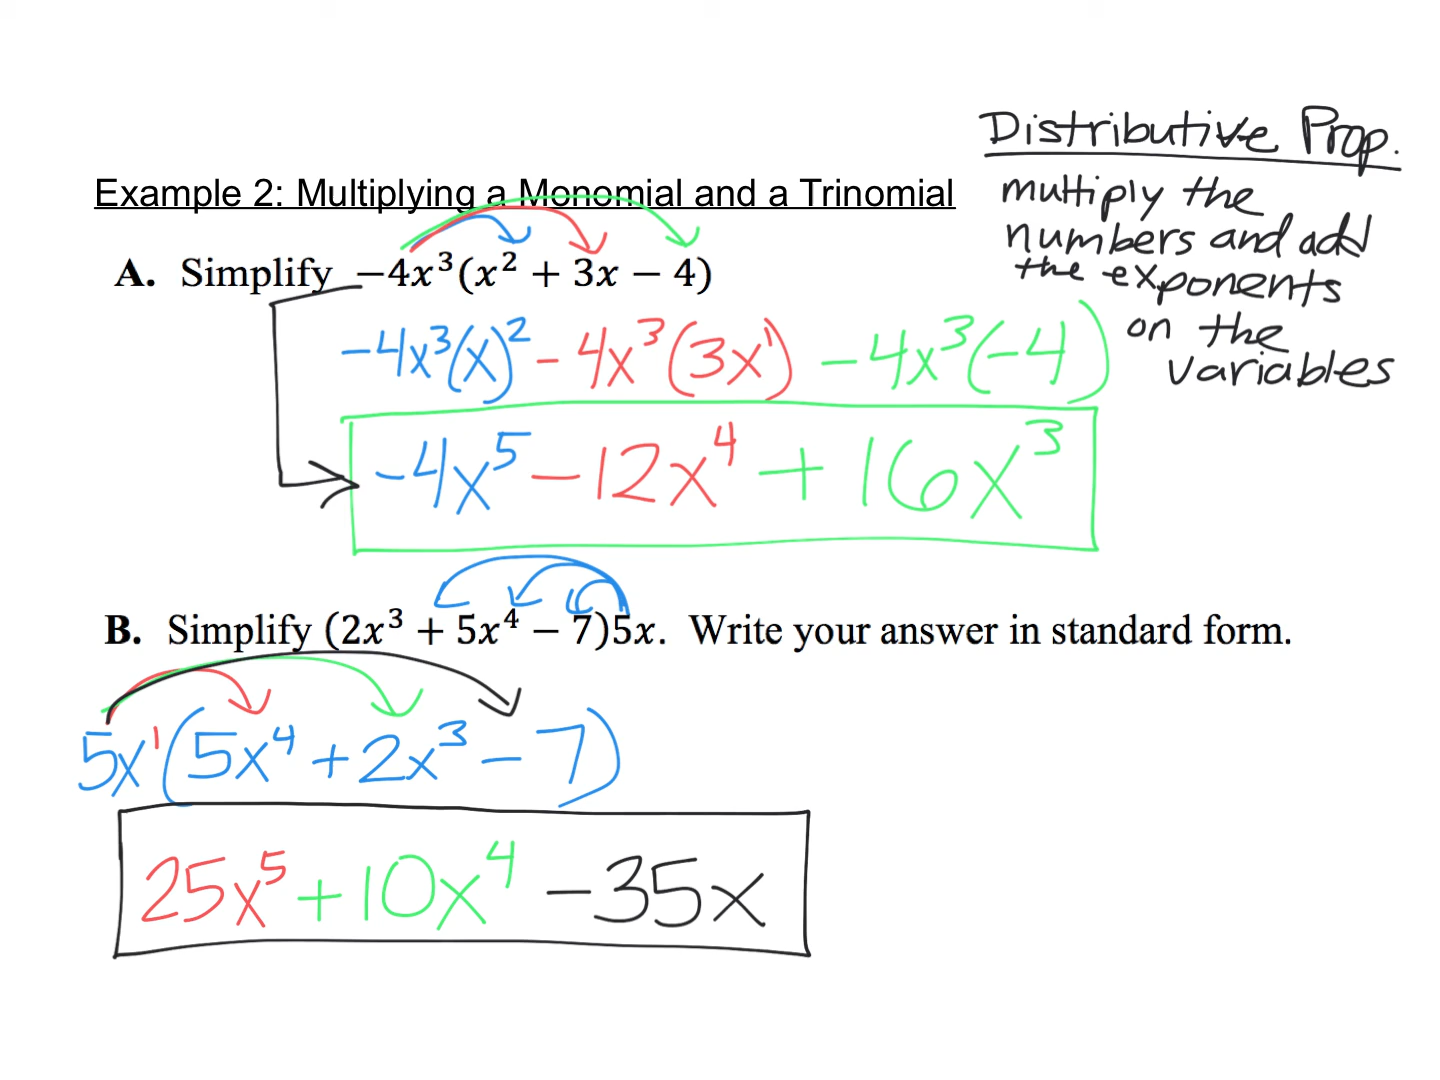 Distributive Prop.
Example 2: Multiplying a Monomial and a Trinomial
multiply the
numbers and add
the exponents
on the
variables
A. Simplify −4x³(x² + 3x − 4)
−4x³(x)² − 4x³(3x¹) − 4x³(−4)
−4x⁵ − 12x⁴ + 16x³
B. Simplify (2x³ + 5x⁴ − 7)5x. Write your answer in standard form.
5x¹(5x⁴ + 2x³ − 7)
25x⁵ + 10x⁴ − 35x